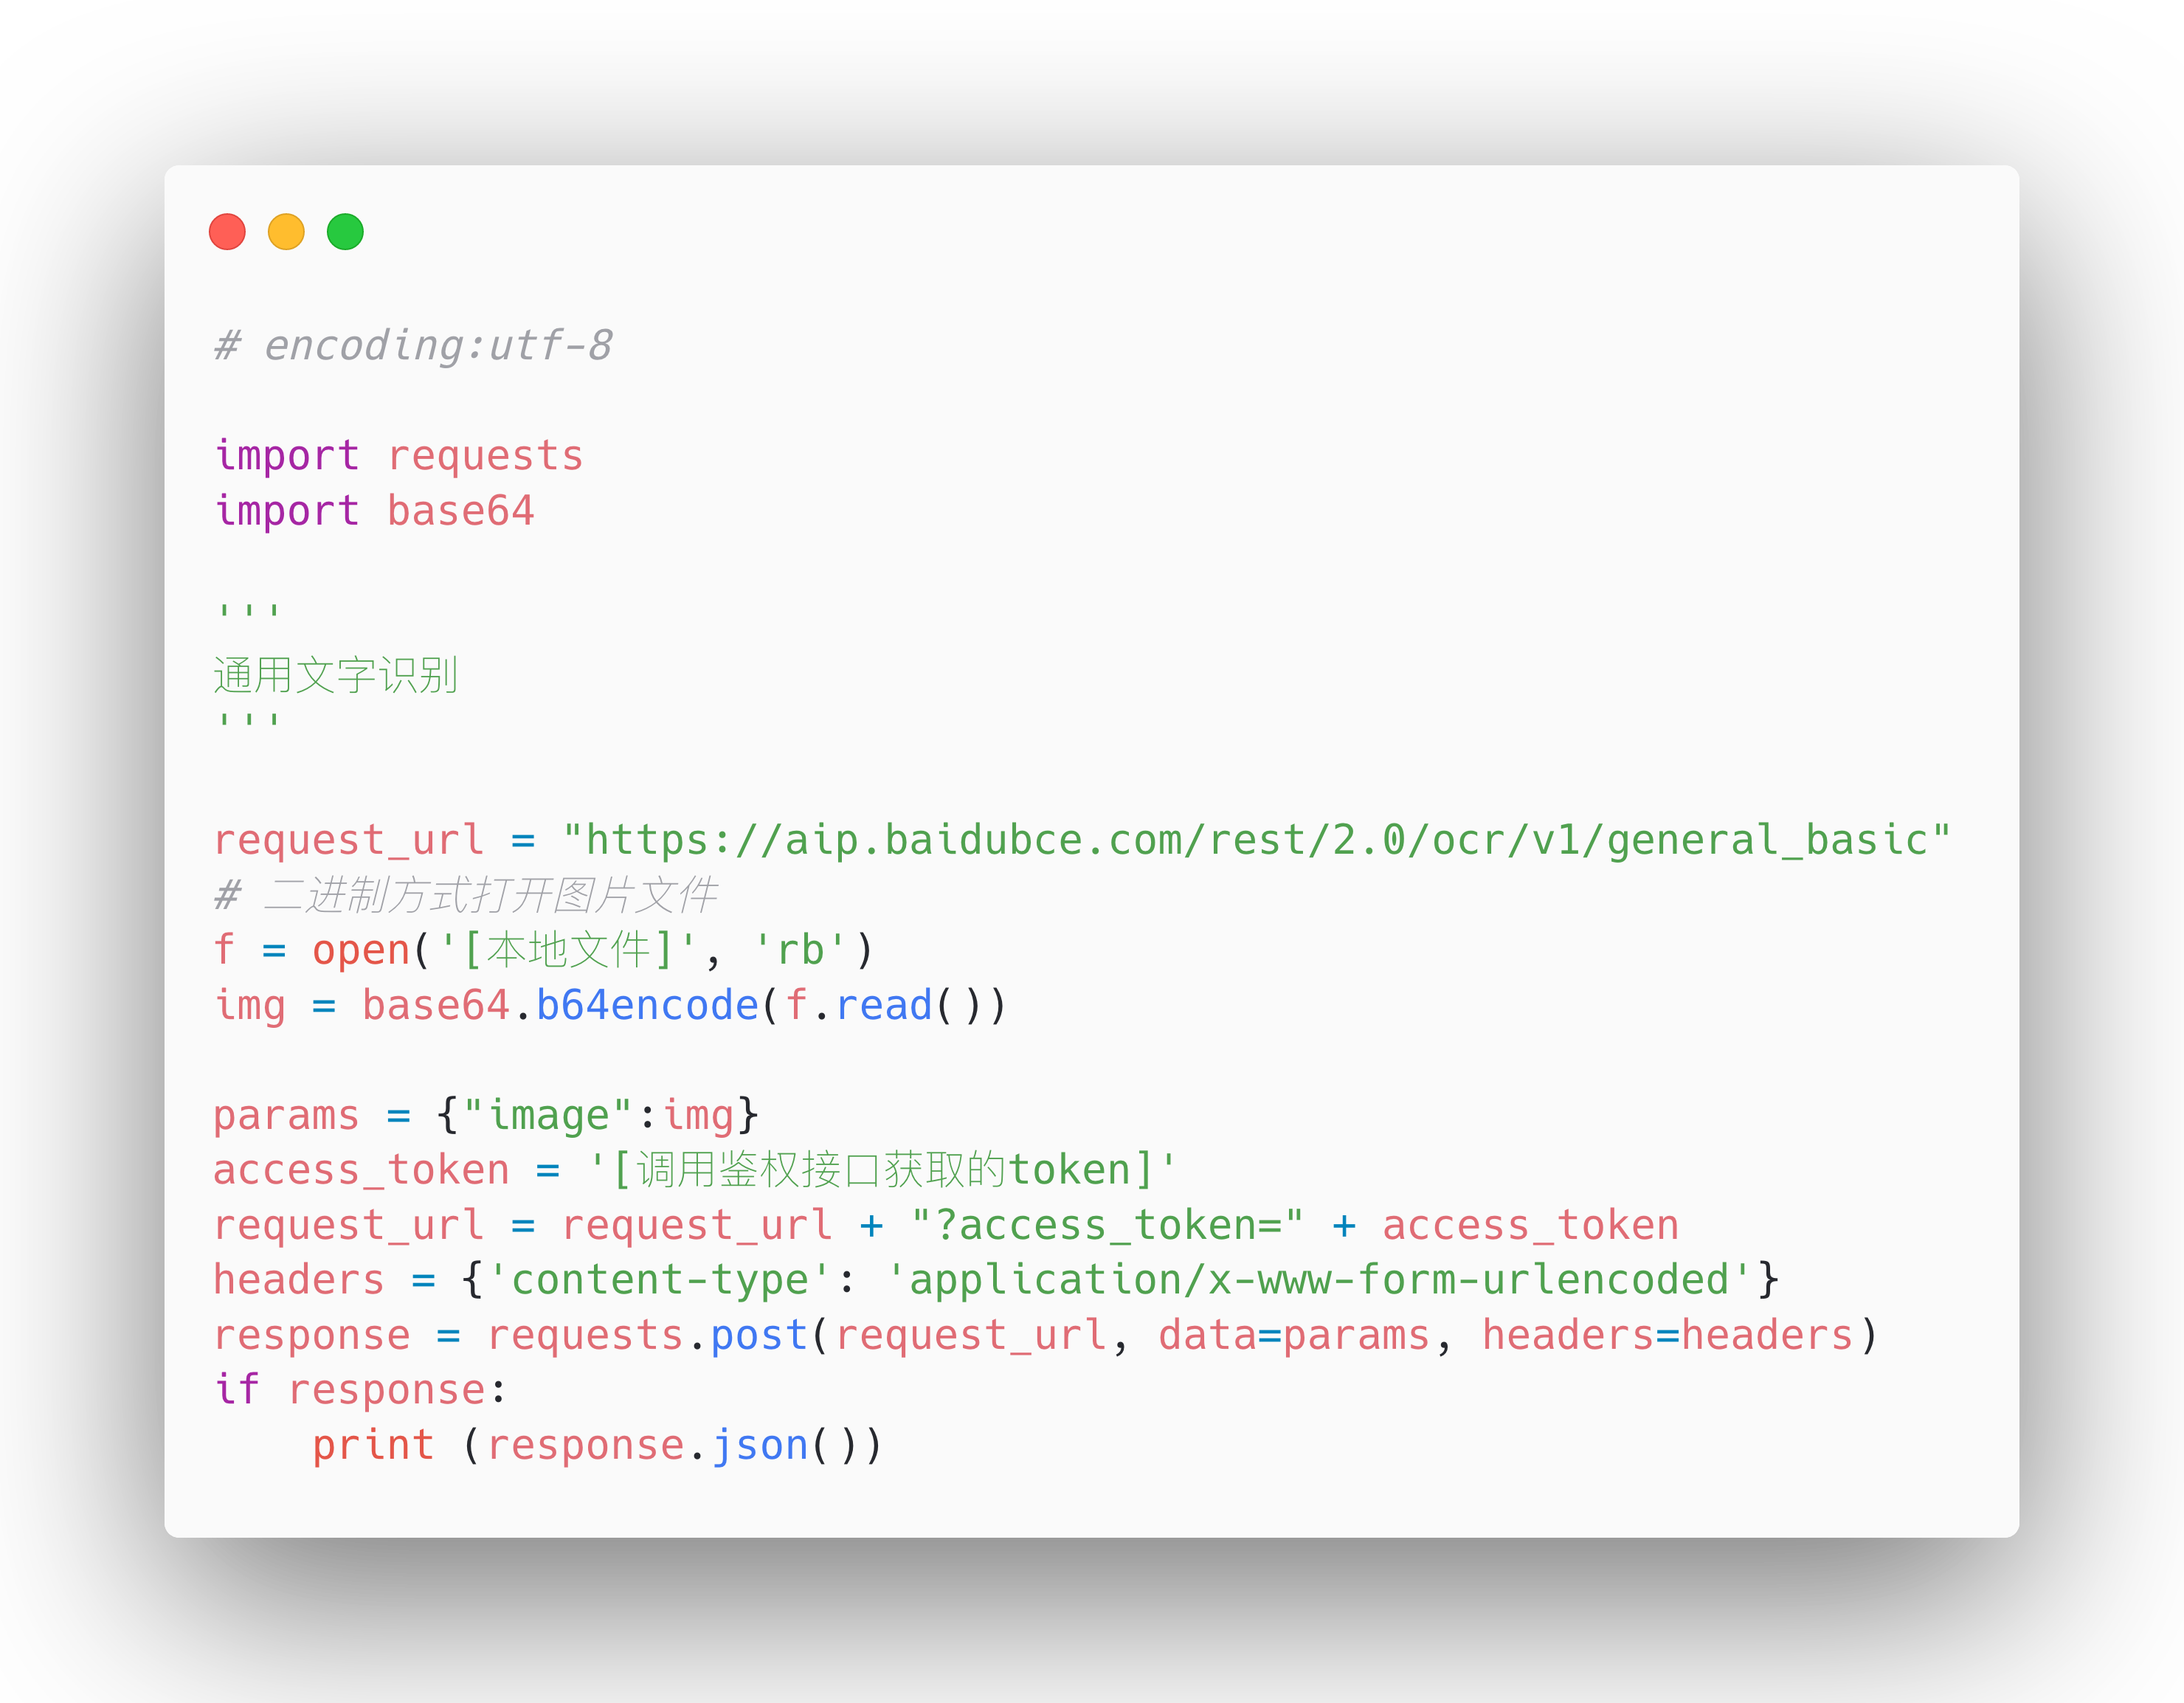 # encoding:utf-8
import requests
import base64
'''
通用文字识别
'''
request_url = "https://aip.baidubce.com/rest/2.0/ocr/v1/general_basic"
# 二进制方式打开图片文件
f = open('[本地文件]', 'rb')
img = base64.b64encode(f.read())
params = {"image":img}
access_token = '[调用鉴权接口获取的token]'
request_url = request_url + "?access_token=" + access_token
headers = {'content-type': 'application/x-www-form-urlencoded'}
response = requests.post(request_url, data=params, headers=headers)
if response:
    print (response.json())